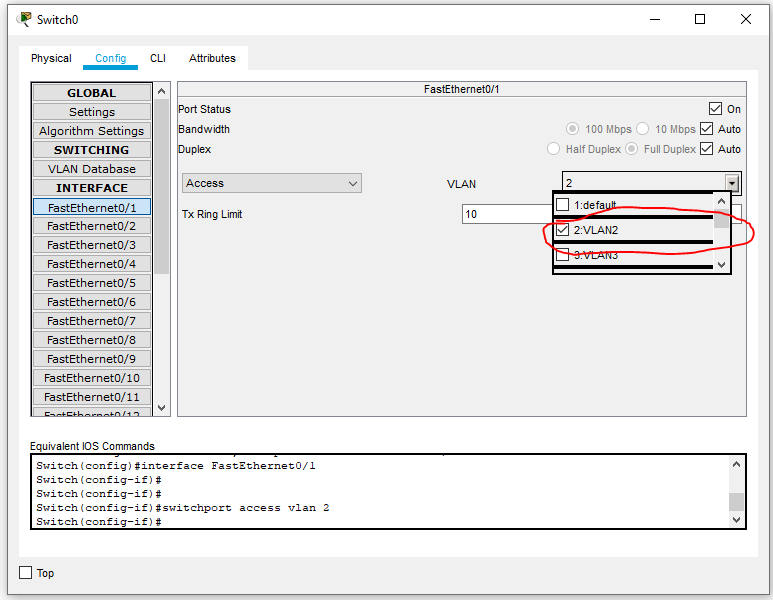 Switch0
Physical Config CLI Attributes
GLOBAL
Settings
Algorithm Settings
SWITCHING
VLAN Database
INTERFACE
FastEthernet0/1
FastEthernet0/2
FastEthernet0/3
FastEthernet0/4
FastEthernet0/5
FastEthernet0/6
FastEthernet0/7
FastEthernet0/8
FastEthernet0/9
FastEthernet0/10
FastEthernet0/11
FastEthernet0/12
FastEthernet0/1
Port Status On
Bandwidth 100 Mbps 10 Mbps Auto
Duplex Half Duplex Full Duplex Auto
Access VLAN 2
1:default
2:VLAN2
3:VLAN3
Tx Ring Limit 10
Equivalent IOS Commands
Switch(config)#interface FastEthernet0/1
Switch(config-if)#
Switch(config-if)#
Switch(config-if)#switchport access vlan 2
Switch(config-if)#
Top